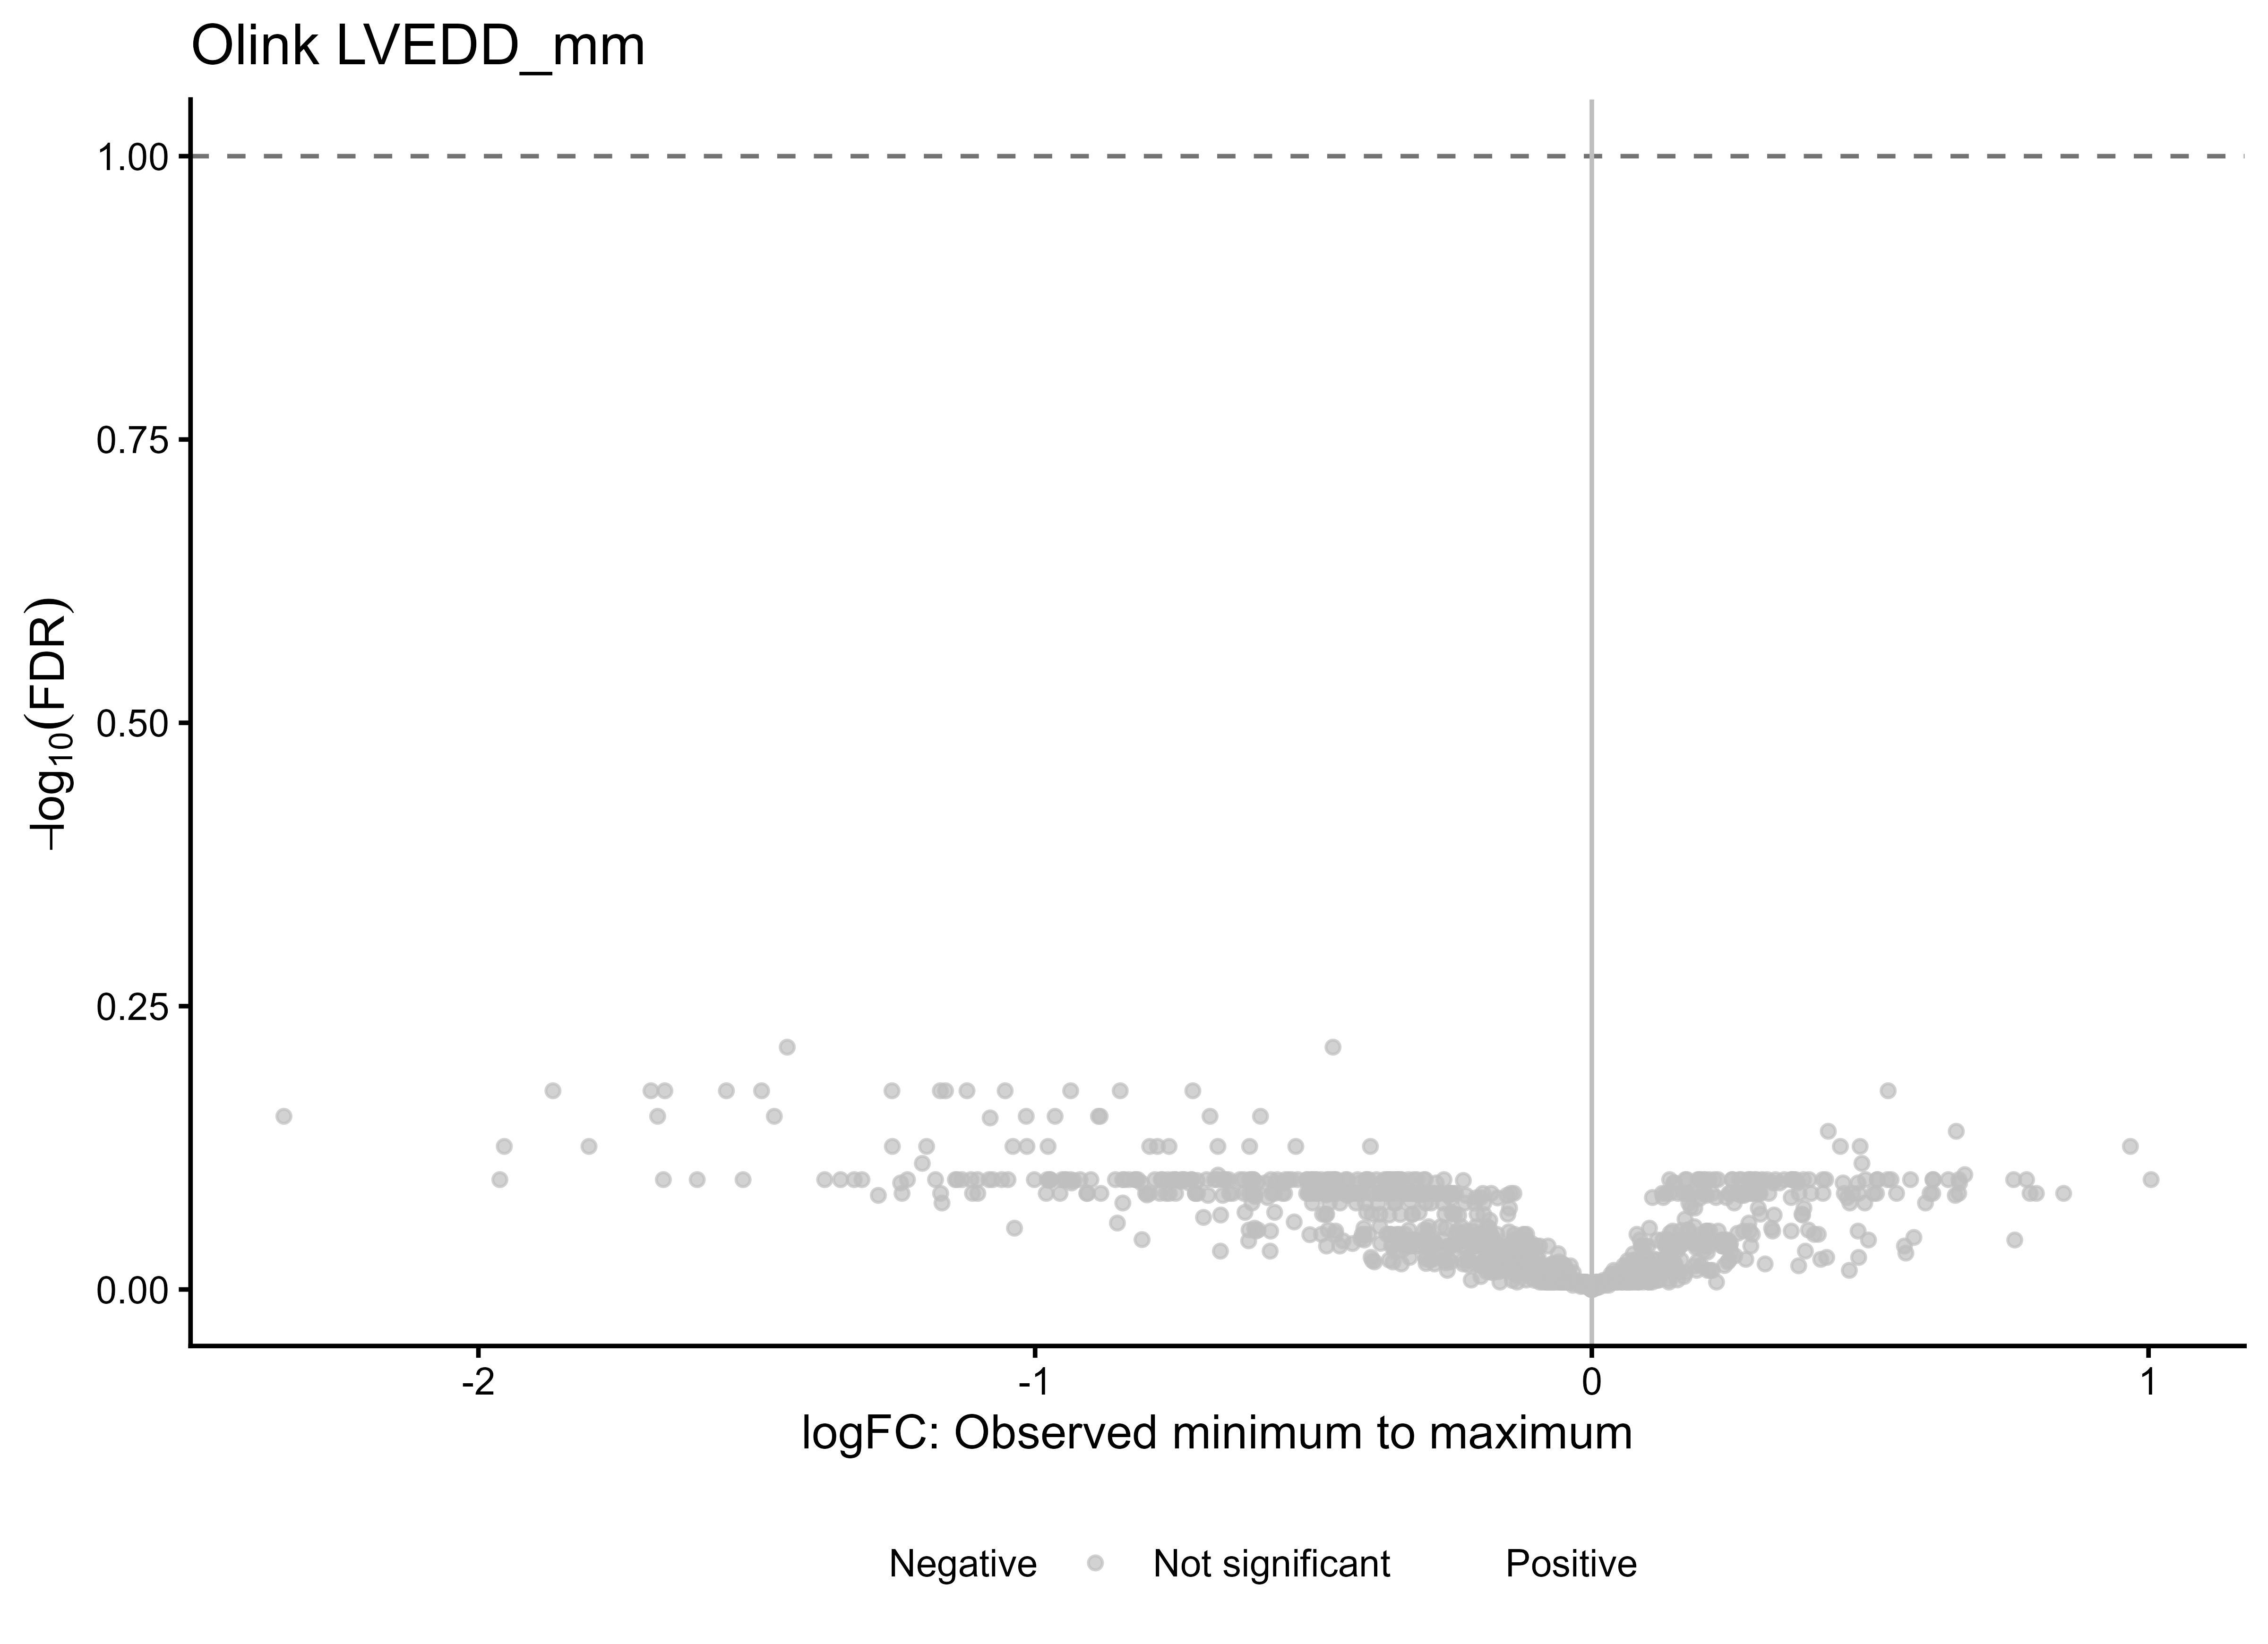 Olink LVEDD_mm
1.00
0.75
0.50
0.25
0.00
−log10(FDR)
-2 -1 0 1
logFC: Observed minimum to maximum
Negative Not significant Positive